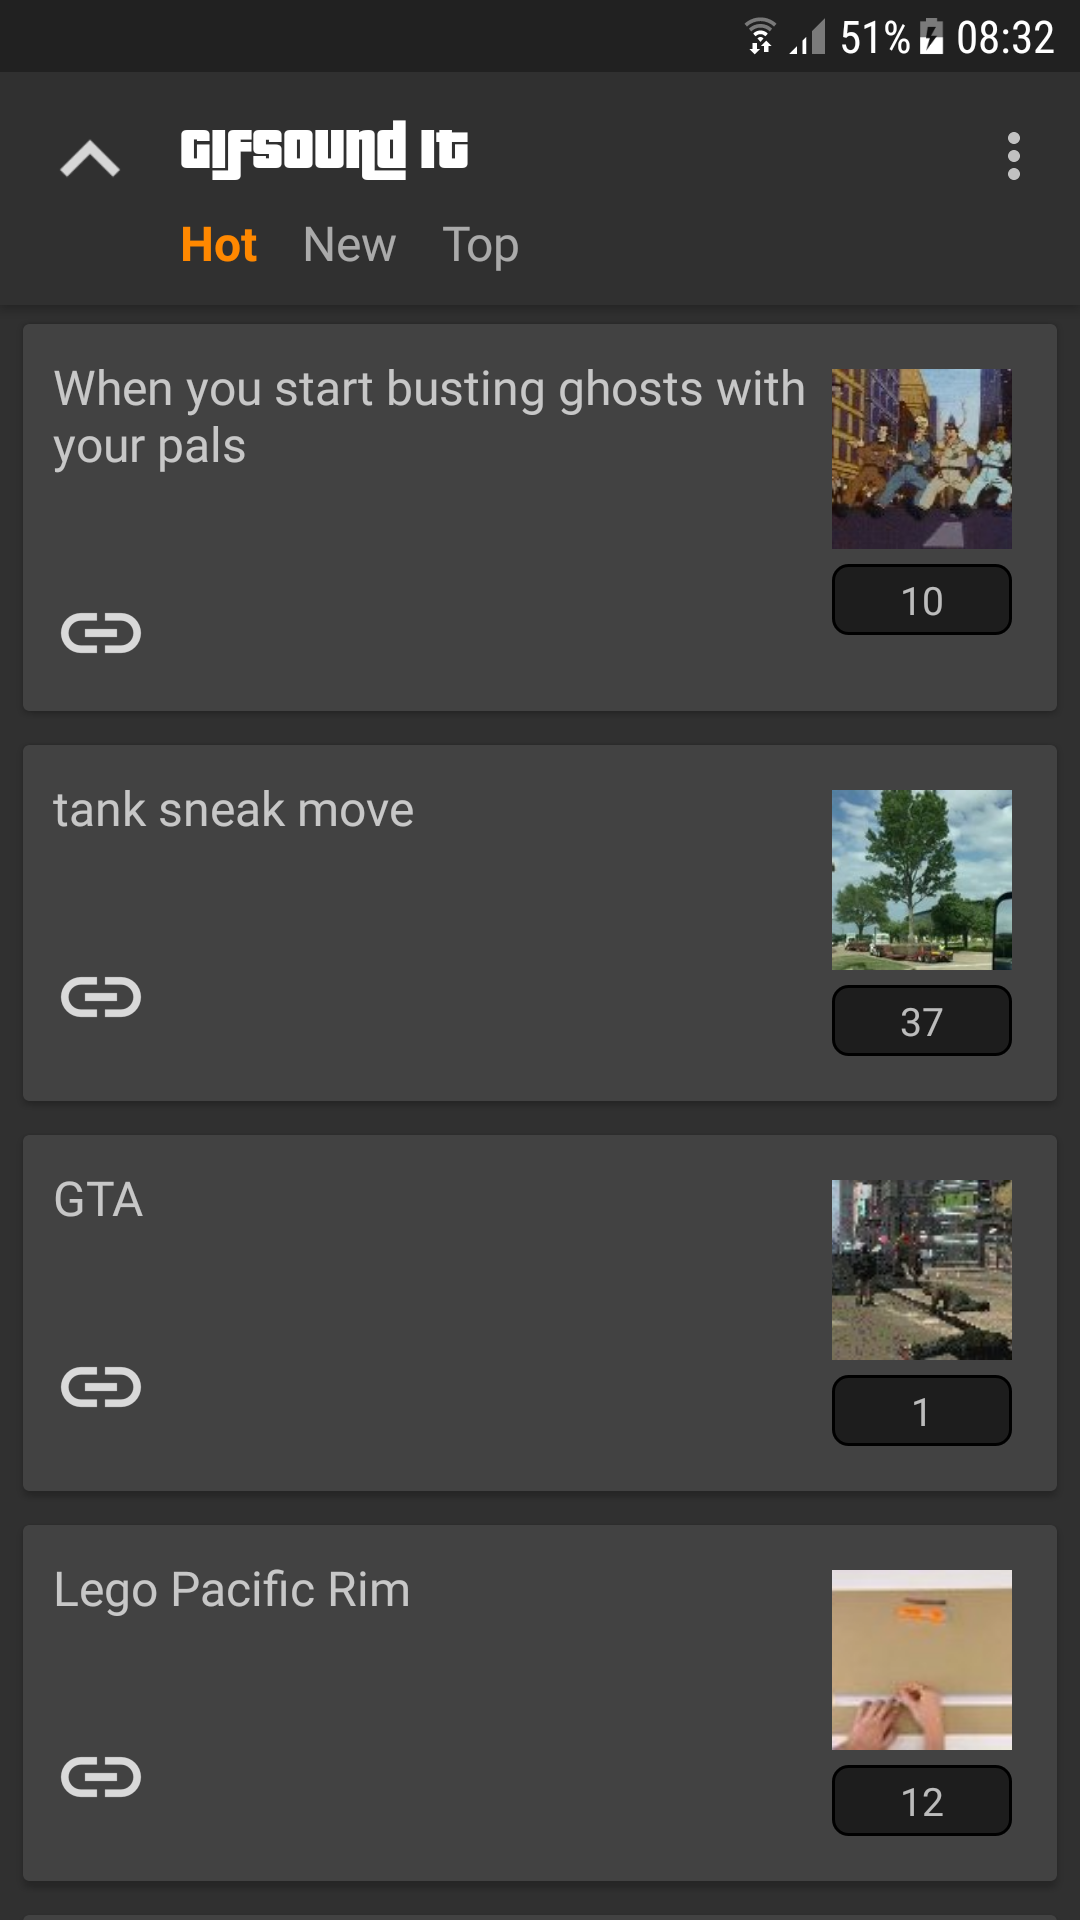 51% 08:32
GIFSOUND IT
Hot New Top
When you start busting ghosts with
your pals
10
tank sneak move
37
GTA
1
Lego Pacific Rim
12